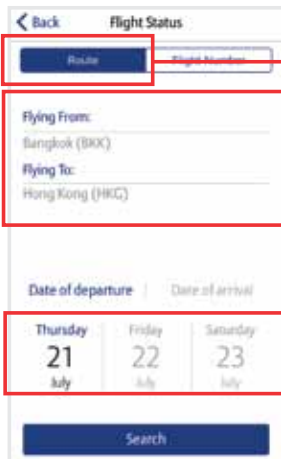 Back Flight Status
Route Flight Number
Flying From:
Bangkok (BKK)
Flying To:
Hong Kong (HKG)
Date of departure Date of arrival
Thursday Friday Saturday
21 22 23
July July July
Search